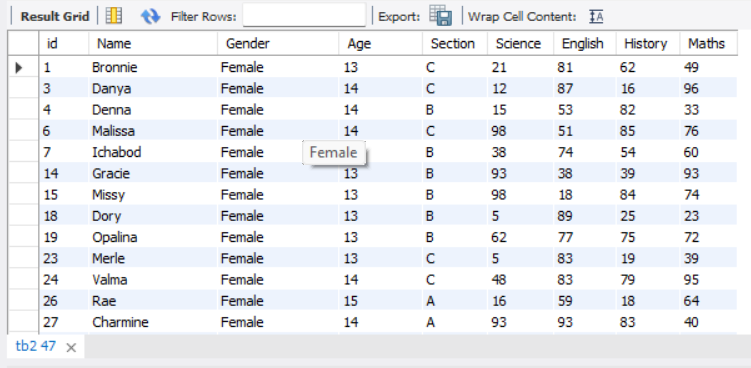 Result Grid Filter Rows: Export: Wrap Cell Content: IA
id Name Gender Age Section Science English History Maths
1 Bronnie Female 13 C 21 81 62 49
3 Danya Female 14 C 12 87 16 96
4 Denna Female 14 B 15 53 82 33
6 Malissa Female 14 C 98 51 85 76
7 Ichabod Female Female B 38 74 54 60
14 Gracie Female 13 B 93 38 39 93
15 Missy Female 13 B 98 18 84 74
18 Dory Female 13 B 5 89 25 23
19 Opalina Female 13 B 62 77 75 72
23 Merle Female 13 C 5 83 19 39
24 Valma Female 14 C 48 83 79 95
26 Rae Female 15 A 16 59 18 64
27 Charmine Female 14 A 93 93 83 40
tb2 47 ×